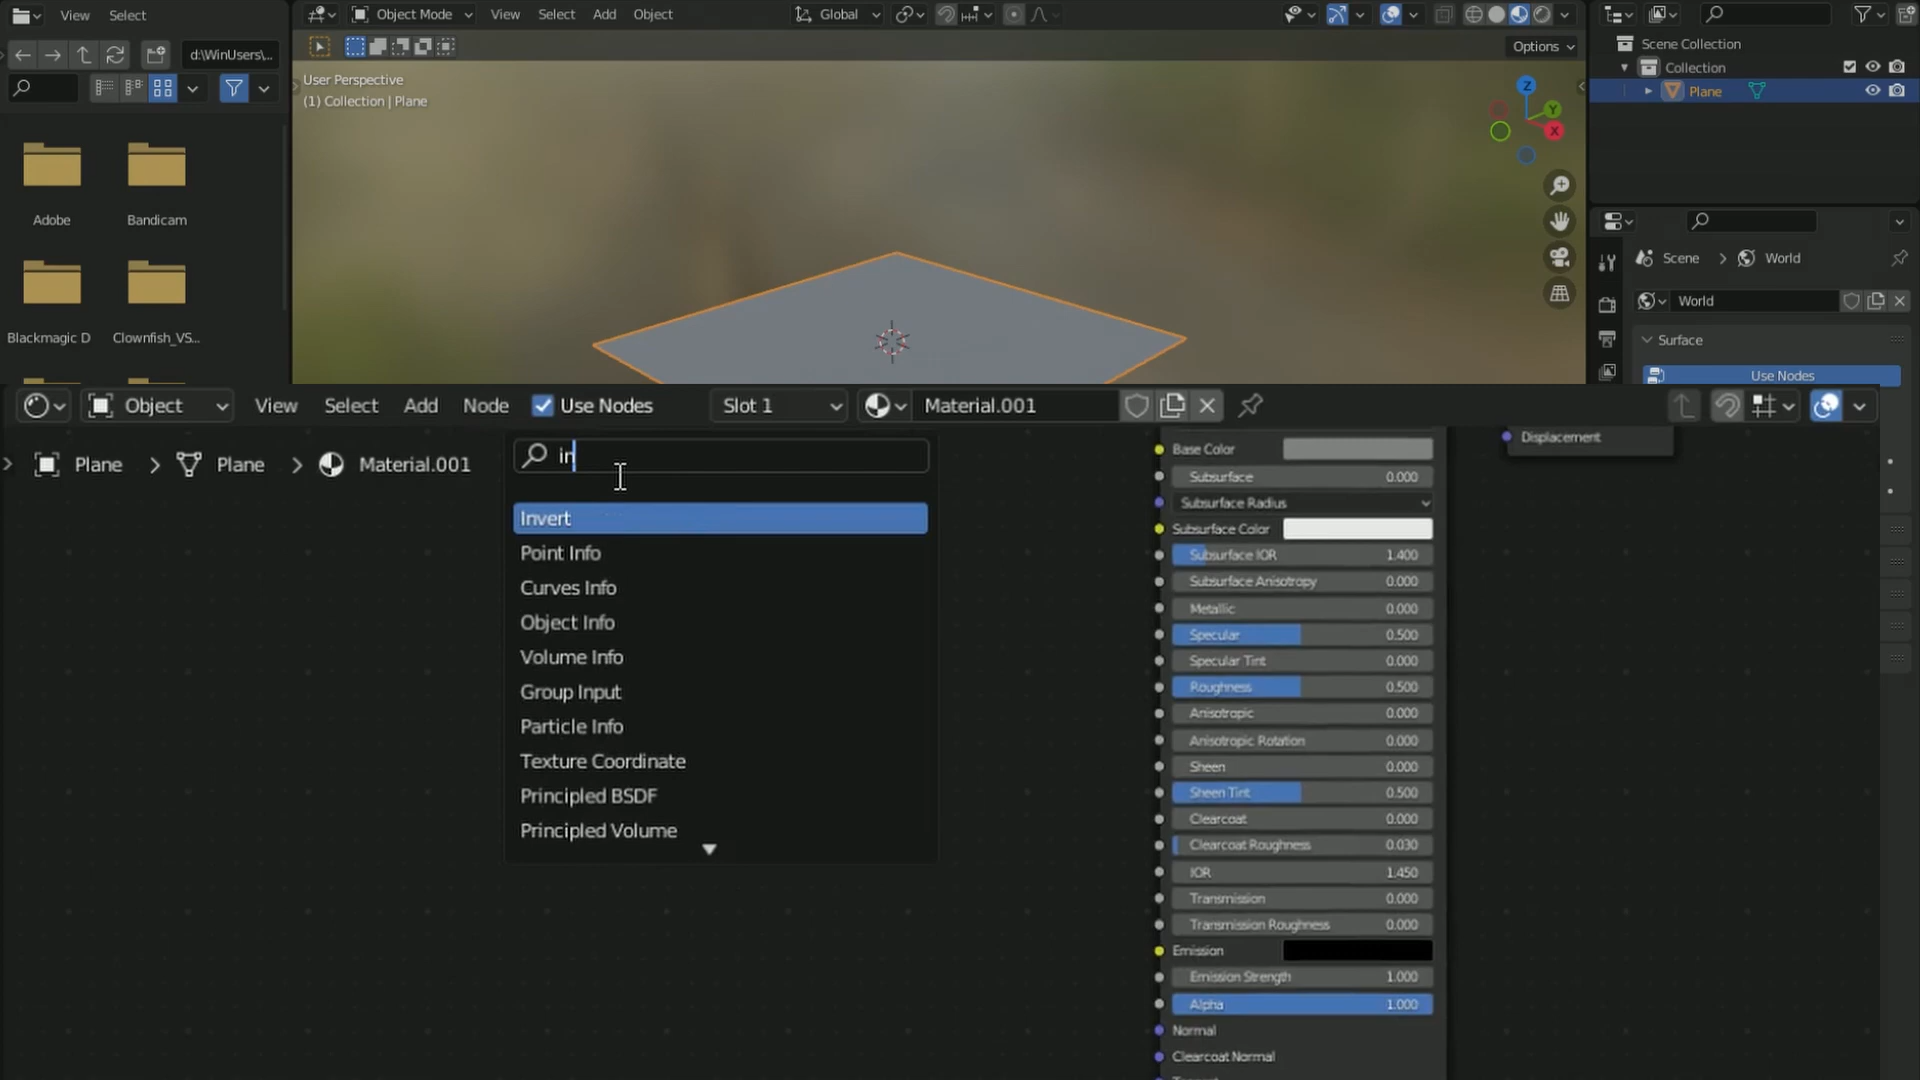 View Select
Object Mode View Select Add Object Global
d:\WinUsers\...
Options
User Perspective
(1) Collection | Plane
Z
Y
X
Scene Collection
Collection
Plane
Adobe Bandicam
Blackmagic D Clownfish_VS...
Scene > World
World
Surface
Use Nodes
Object View Select Add Node Use Nodes Slot 1 Material.001
Plane > Plane > Material.001
in
Invert
Point Info
Curves Info
Object Info
Volume Info
Group Input
Particle Info
Texture Coordinate
Principled BSDF
Principled Volume
Displacement
Base Color
Subsurface 0.000
Subsurface Radius
Subsurface Color
Subsurface IOR 1.400
Subsurface Anisotropy 0.000
Metallic 0.000
Specular 0.500
Specular Tint 0.000
Roughness 0.500
Anisotropic 0.000
Anisotropic Rotation 0.000
Sheen 0.000
Sheen Tint 0.500
Clearcoat 0.000
Clearcoat Roughness 0.030
IOR 1.450
Transmission 0.000
Transmission Roughness 0.000
Emission
Emission Strength 1.000
Alpha 1.000
Normal
Clearcoat Normal